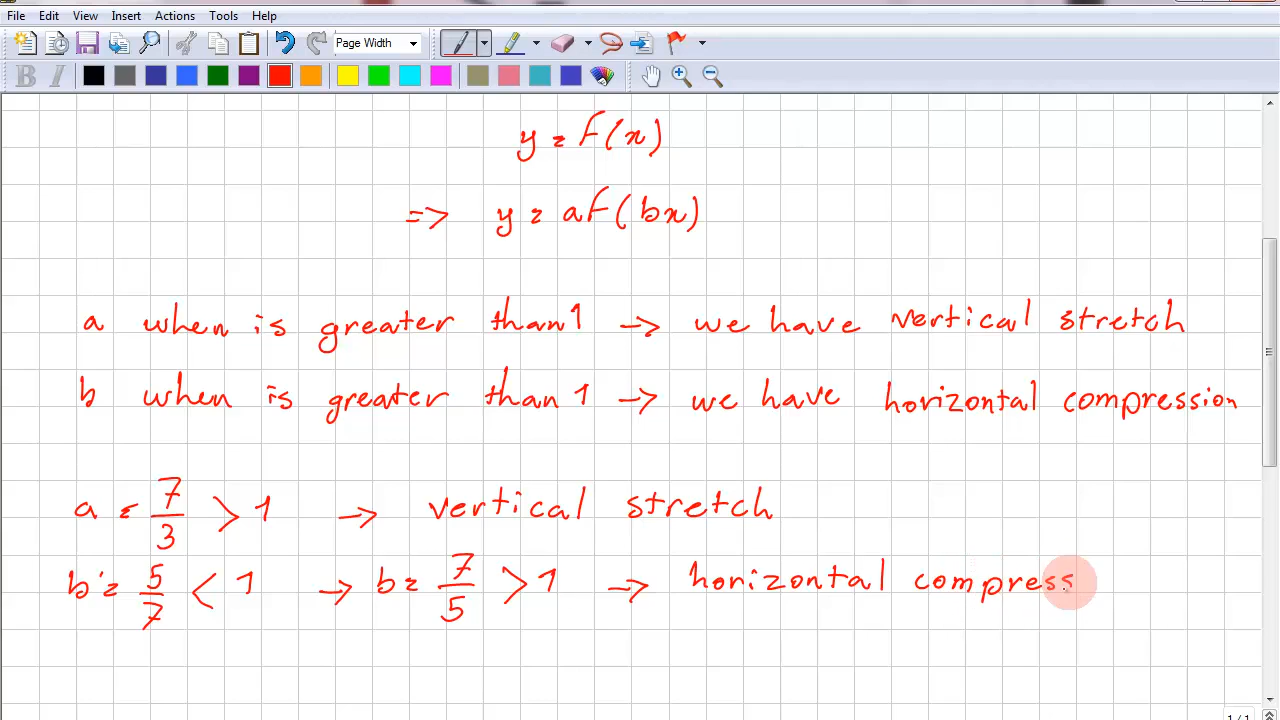 File Edit View Insert Actions Tools Help
Page Width
B I
y = f(x)
=> y = af(bx)
a when is greater than 1 -> we have vertical stretch
b when is greater than 1 -> we have horizontal compression
a = 7/3 > 1 -> vertical stretch
b' = 5/7 < 1 -> b = 7/5 > 1 -> horizontal compress
1 / 1